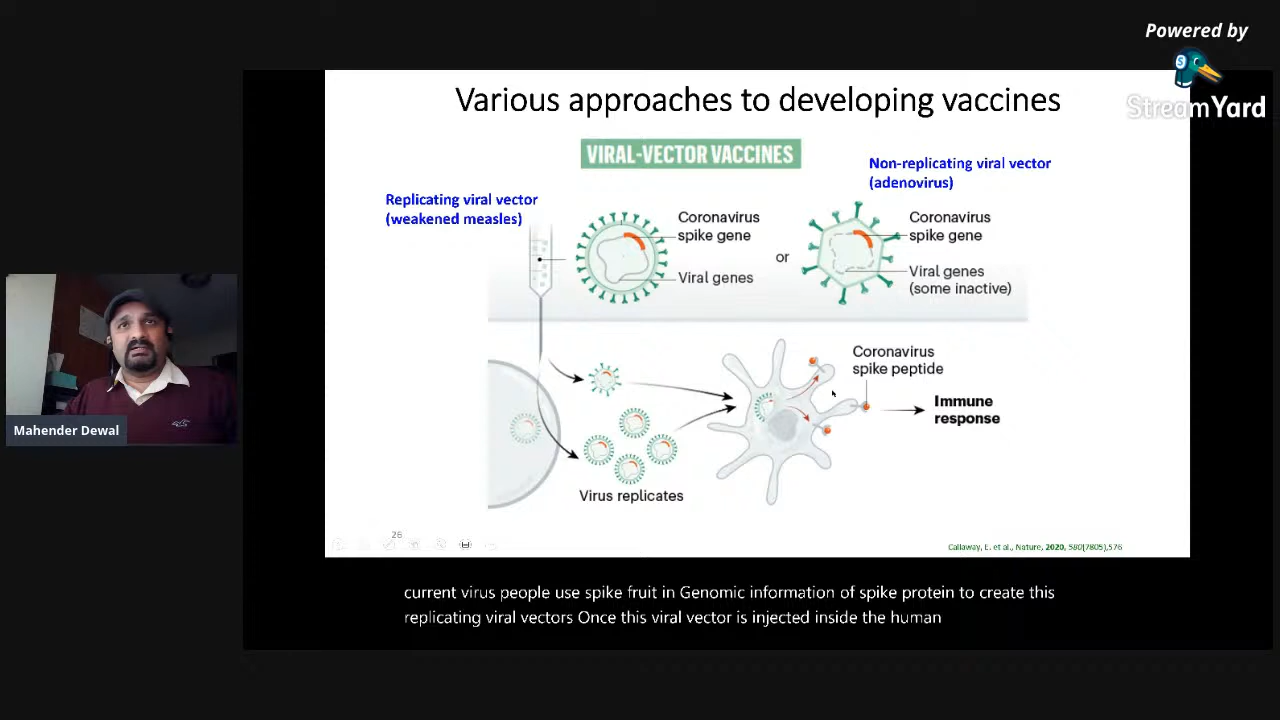 Powered by
StreamYard
Various approaches to developing vaccines
VIRAL-VECTOR VACCINES
Non-replicating viral vector
(adenovirus)
Replicating viral vector
(weakened measles)
Coronavirus
spike gene
Viral genes
or
Coronavirus
spike gene
Viral genes
(some inactive)
Coronavirus
spike peptide
Immune
response
Virus replicates
Mahender Dewal
26
Callaway, E. et al., Nature, 2020, 580(7805),576
current virus people use spike fruit in Genomic information of spike protein to create this
replicating viral vectors Once this viral vector is injected inside the human